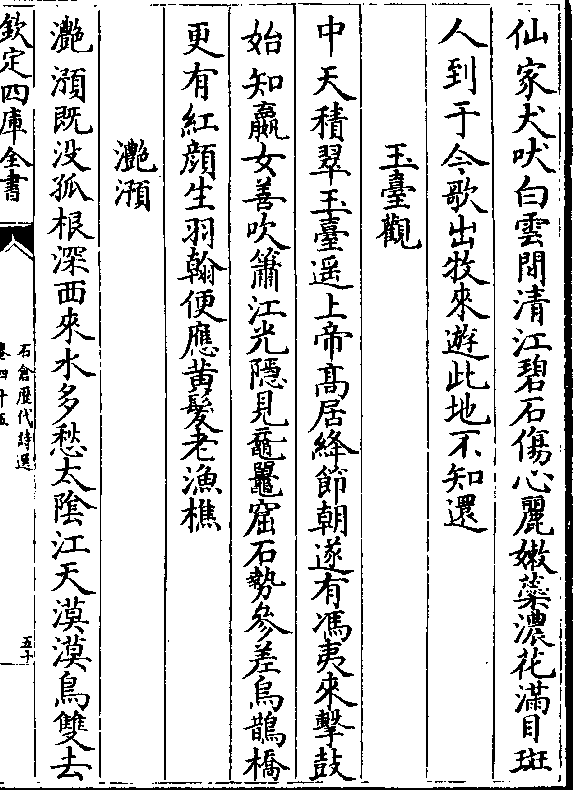 仙家犬吠白雲間清江碧石傷心麗嫩蘂濃花滿目斑
人到于今歌出牧來遊此地不知還
玉臺觀
中天積翠玉臺遥上帝髙居絳節朝遂有馮夷來擊鼓
始知嬴女善吹簫江光隱見黿鼉窟石勢參差烏鵲橋
更有紅顔生羽翰便應黄髪老漁樵
灧澦
灧澦既没孤根深西來水多愁太陰江天漠漠鳥雙去
欽定四庫全書
石倉歷代詩選
卷四十五
五十